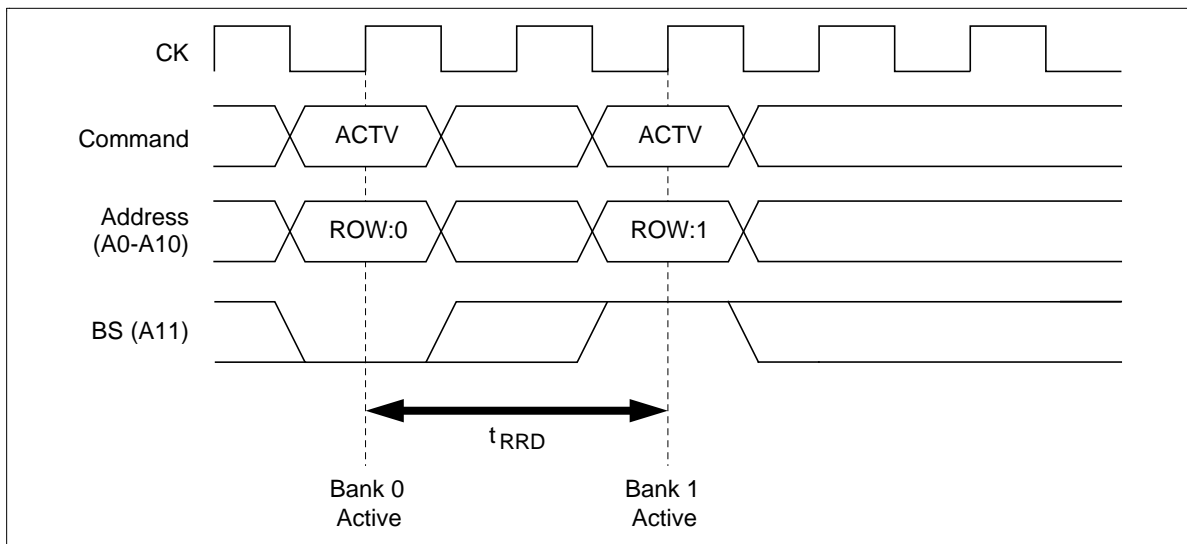 CK
Command
ACTV
ACTV
Address
(A0-A10)
ROW:0
ROW:1
BS (A11)
tRRD
Bank 0
Active
Bank 1
Active